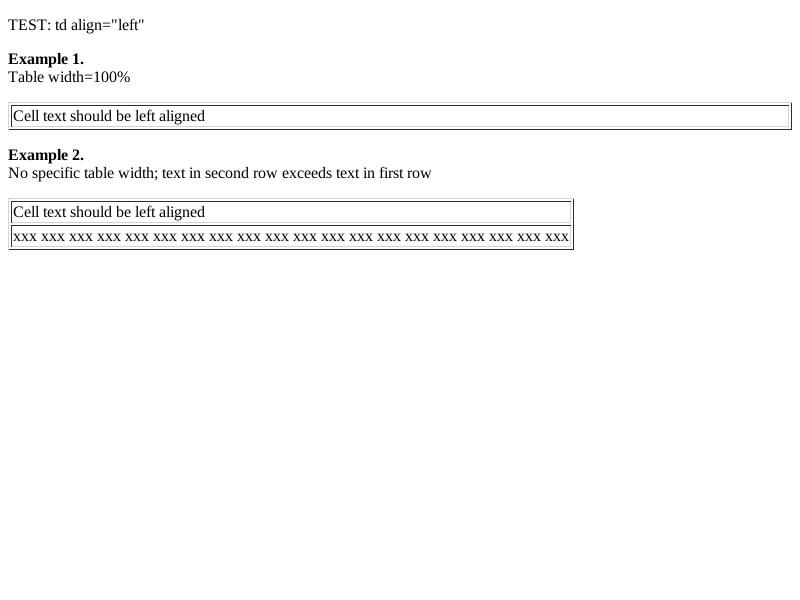 TEST: td align="left"
Example 1.
Table width=100%
Cell text should be left aligned
Example 2.
No specific table width; text in second row exceeds text in first row
Cell text should be left aligned
xxx xxx xxx xxx xxx xxx xxx xxx xxx xxx xxx xxx xxx xxx xxx xxx xxx xxx xxx xxx